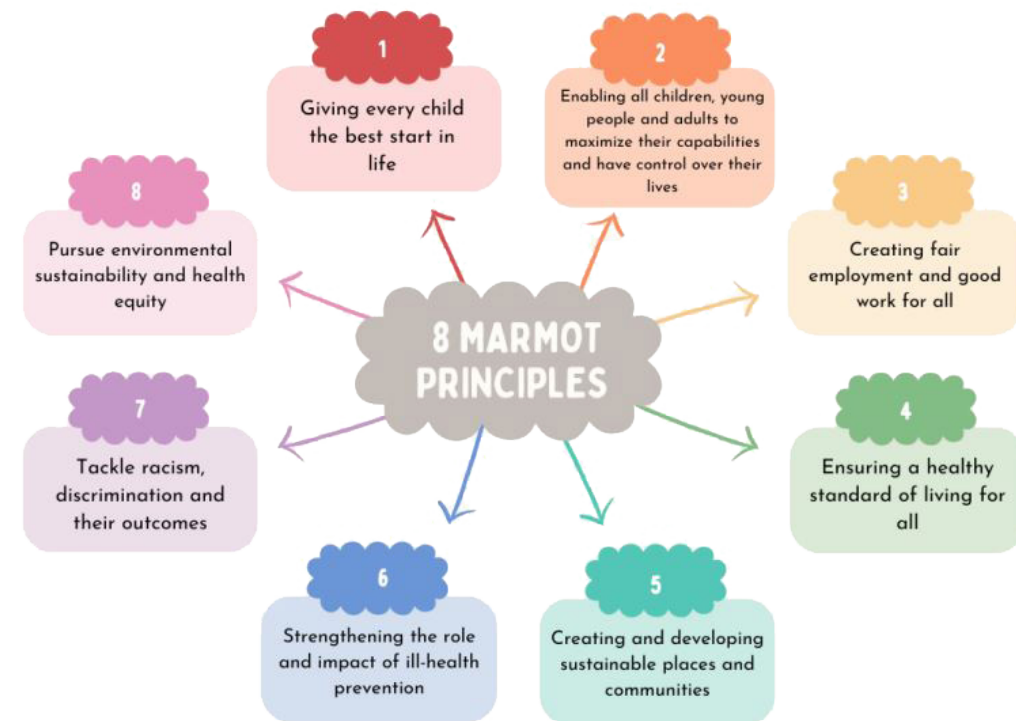 8 MARMOT
PRINCIPLES
1
Giving every child
the best start in
life
2
Enabling all children, young
people and adults to
maximize their capabilities
and have control over their
lives
3
Creating fair
employment and good
work for all
4
Ensuring a healthy
standard of living for
all
5
Creating and developing
sustainable places and
communities
6
Strengthening the role
and impact of ill-health
prevention
7
Tackle racism,
discrimination and
their outcomes
8
Pursue environmental
sustainability and health
equity